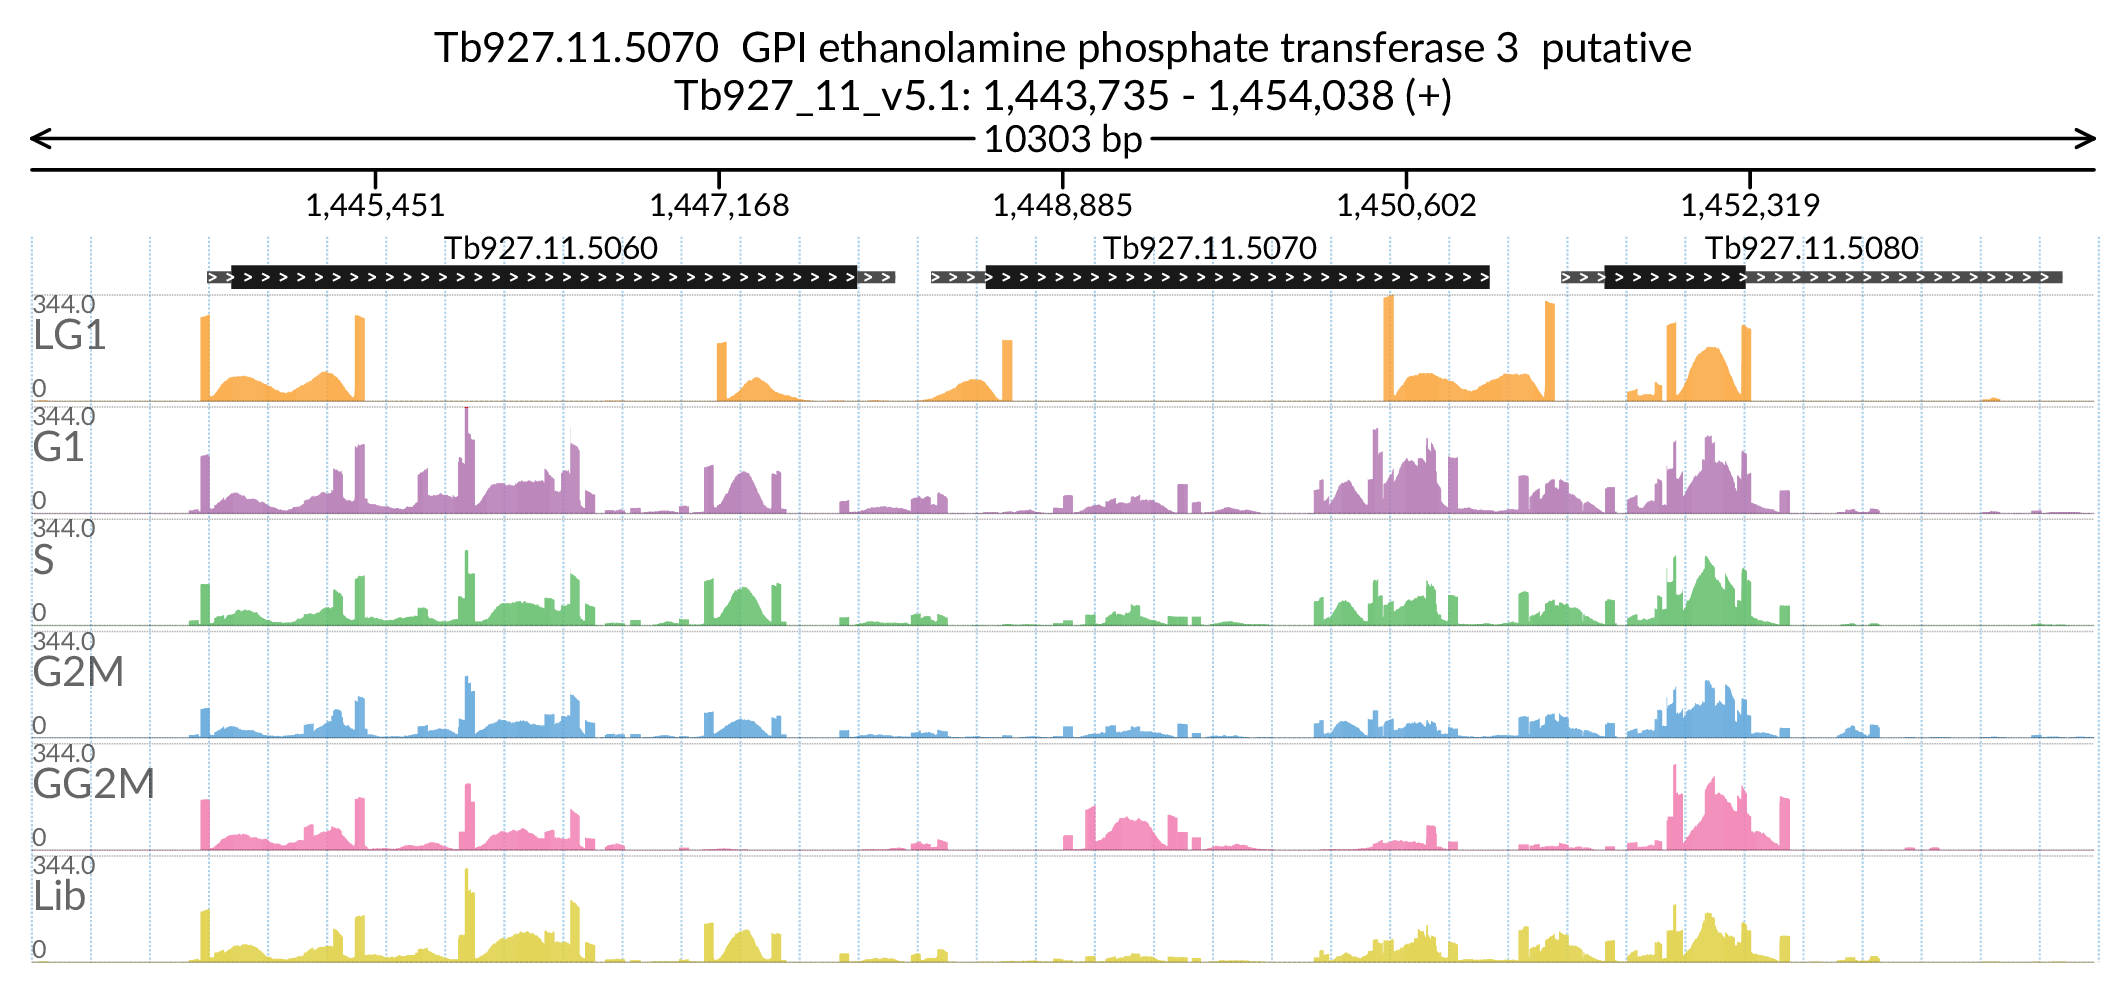 Tb927.11.5070  GPI ethanolamine phosphate transferase 3  putative
Tb927_11_v5.1: 1,443,735 - 1,454,038 (+)
10303 bp
1,445,451 1,447,168 1,448,885 1,450,602 1,452,319
Tb927.11.5060 Tb927.11.5070 Tb927.11.5080
344.0
LG1
0
344.0
G1
0
344.0
S
0
344.0
G2M
0
344.0
GG2M
0
344.0
Lib
0